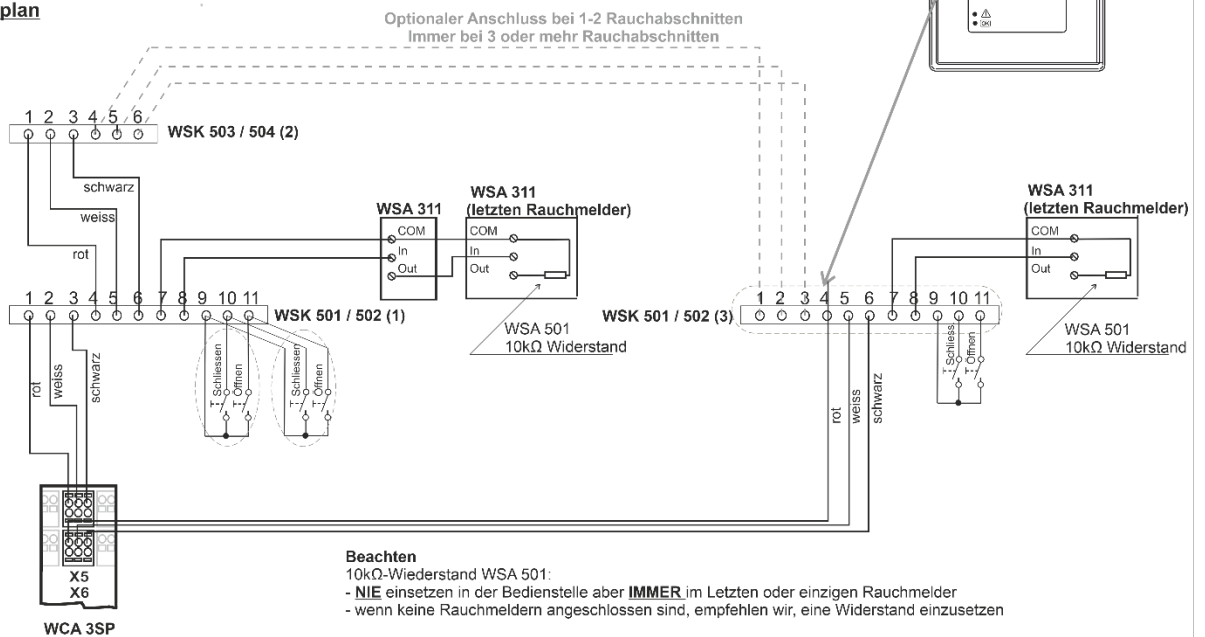 plan
Optionaler Anschluss bei 1-2 Rauchabschnitten
Immer bei 3 oder mehr Rauchabschnitten
OK
1 2 3 4 5 6
WSK 503 / 504 (2)
schwarz
weiss
rot
WSA 311
COM
In
Out
WSA 311
(letzten Rauchmelder)
COM
In
Out
WSA 501
10kΩ Widerstand
WSA 311
(letzten Rauchmelder)
COM
In
Out
WSA 501
10kΩ Widerstand
1 2 3 4 5 6 7 8 9 10 11
WSK 501 / 502 (1)
rot
weiss
schwarz
Schliessen
Öffnen
Schliessen
Öffnen
WSK 501 / 502 (3)
1 2 3 4 5 6 7 8 9 10 11
rot
weiss
schwarz
Schliess.
Öffnen
X5
X6
WCA 3SP
Beachten
10kΩ-Wiederstand WSA 501:
- NIE einsetzen in der Bedienstelle aber IMMER im Letzten oder einzigen Rauchmelder
- wenn keine Rauchmeldern angeschlossen sind, empfehlen wir, eine Widerstand einzusetzen